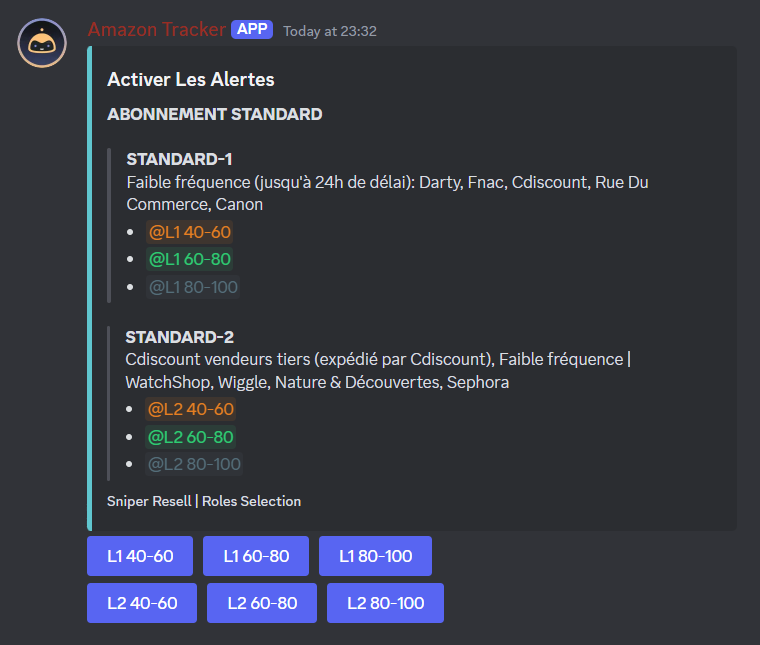 Amazon Tracker APP Today at 23:32
Activer Les Alertes
ABONNEMENT STANDARD
STANDARD-1
Faible fréquence (jusqu'à 24h de délai): Darty, Fnac, Cdiscount, Rue Du
Commerce, Canon
• @L1 40-60
• @L1 60-80
• @L1 80-100
STANDARD-2
Cdiscount vendeurs tiers (expédié par Cdiscount), Faible fréquence |
WatchShop, Wiggle, Nature & Découvertes, Sephora
• @L2 40-60
• @L2 60-80
• @L2 80-100
Sniper Resell | Roles Selection
L1 40-60 L1 60-80 L1 80-100
L2 40-60 L2 60-80 L2 80-100